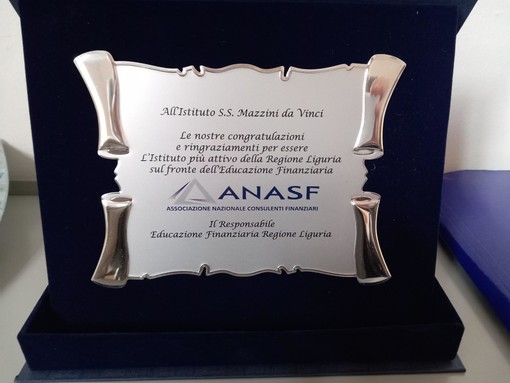 All'Istituto S.S. Mazzini da Vinci
Le nostre congratulazioni
e ringraziamenti per essere
L'Istituto più attivo della Regione Liguria
sul fronte dell'Educazione Finanziaria
ANASF
ASSOCIAZIONE NAZIONALE CONSULENTI FINANZIARI
Il Responsabile
Educazione Finanziaria Regione Liguria